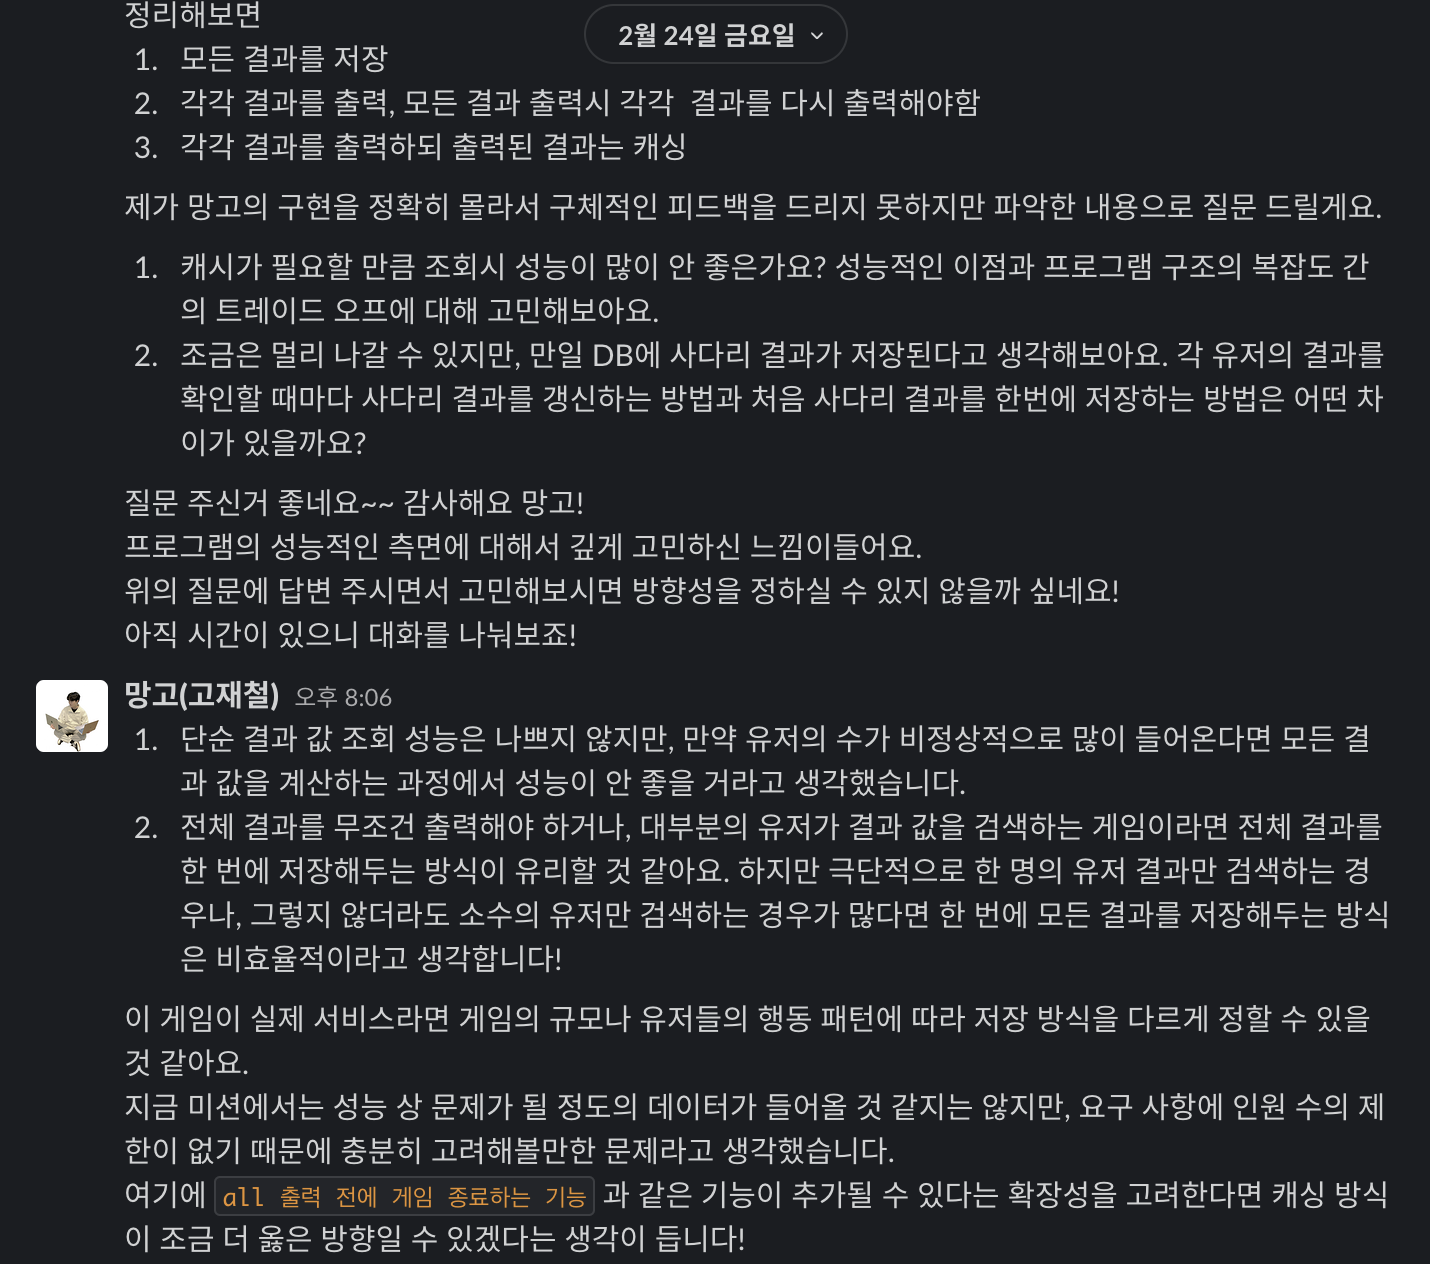 정리해보면
2월 24일 금요일
1. 모든 결과를 저장
2. 각각 결과를 출력, 모든 결과 출력시 각각  결과를 다시 출력해야함
3. 각각 결과를 출력하되 출력된 결과는 캐싱
제가 망고의 구현을 정확히 몰라서 구체적인 피드백을 드리지 못하지만 파악한 내용으로 질문 드릴게요.
1. 캐시가 필요할 만큼 조회시 성능이 많이 안 좋은가요? 성능적인 이점과 프로그램 구조의 복잡도 간
의 트레이드 오프에 대해 고민해보아요.
2. 조금은 멀리 나갈 수 있지만, 만일 DB에 사다리 결과가 저장된다고 생각해보아요. 각 유저의 결과를
확인할 때마다 사다리 결과를 갱신하는 방법과 처음 사다리 결과를 한번에 저장하는 방법은 어떤 차
이가 있을까요?
질문 주신거 좋네요~~ 감사해요 망고!
프로그램의 성능적인 측면에 대해서 깊게 고민하신 느낌이들어요.
위의 질문에 답변 주시면서 고민해보시면 방향성을 정하실 수 있지 않을까 싶네요!
아직 시간이 있으니 대화를 나눠보죠!
망고(고재철) 오후 8:06
1. 단순 결과 값 조회 성능은 나쁘지 않지만, 만약 유저의 수가 비정상적으로 많이 들어온다면 모든 결
과 값을 계산하는 과정에서 성능이 안 좋을 거라고 생각했습니다.
2. 전체 결과를 무조건 출력해야 하거나, 대부분의 유저가 결과 값을 검색하는 게임이라면 전체 결과를
한 번에 저장해두는 방식이 유리할 것 같아요. 하지만 극단적으로 한 명의 유저 결과만 검색하는 경
우나, 그렇지 않더라도 소수의 유저만 검색하는 경우가 많다면 한 번에 모든 결과를 저장해두는 방식
은 비효율적이라고 생각합니다!
이 게임이 실제 서비스라면 게임의 규모나 유저들의 행동 패턴에 따라 저장 방식을 다르게 정할 수 있을
것 같아요.
지금 미션에서는 성능 상 문제가 될 정도의 데이터가 들어올 것 같지는 않지만, 요구 사항에 인원 수의 제
한이 없기 때문에 충분히 고려해볼만한 문제라고 생각했습니다.
여기에 all 출력 전에 게임 종료하는 기능 과 같은 기능이 추가될 수 있다는 확장성을 고려한다면 캐싱 방식
이 조금 더 옳은 방향일 수 있겠다는 생각이 듭니다!